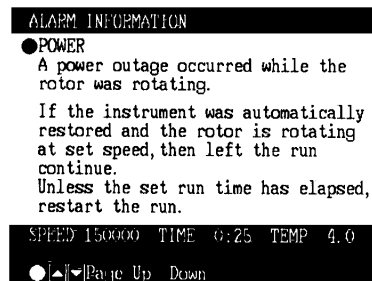 ALARM INFORMATION
●POWER
A power outage occurred while the
rotor was rotating.
If the instrument was automatically
restored and the rotor is rotating
at set speed, then left the run
continue.
Unless the set run time has elapsed,
restart the run.
SPEED 150000 TIME 0:25 TEMP 4.0
●|▲|▼|Page Up Down